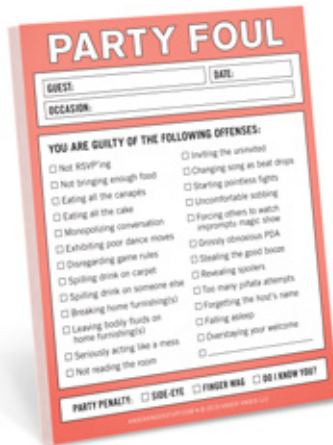 PARTY FOUL
GUEST:
DATE:
OCCASION:
YOU ARE GUILTY OF THE FOLLOWING OFFENSES:
Not RSVP'ing
Not bringing enough food
Eating all the canapés
Eating all the cake
Monopolizing conversation
Exhibiting poor dance moves
Disregarding game rules
Spilling drink on carpet
Spilling drink on someone else
Breaking home furnishing(s)
Leaving bodily fluids on
home furnishing(s)
Seriously acting like a mess
Not reading the room
Inviting the uninvited
Changing song as beat drops
Starting pointless fights
Uncomfortable sobbing
Forcing others to watch
impromptu magic show
Grossly obnoxious PDA
Stealing the good booze
Revealing spoilers
Too many piñata attempts
Forgetting the host's name
Falling asleep
Overstaying your welcome
PARTY PENALTY: SIDE-EYE FINGER WAG DO I KNOW YOU?